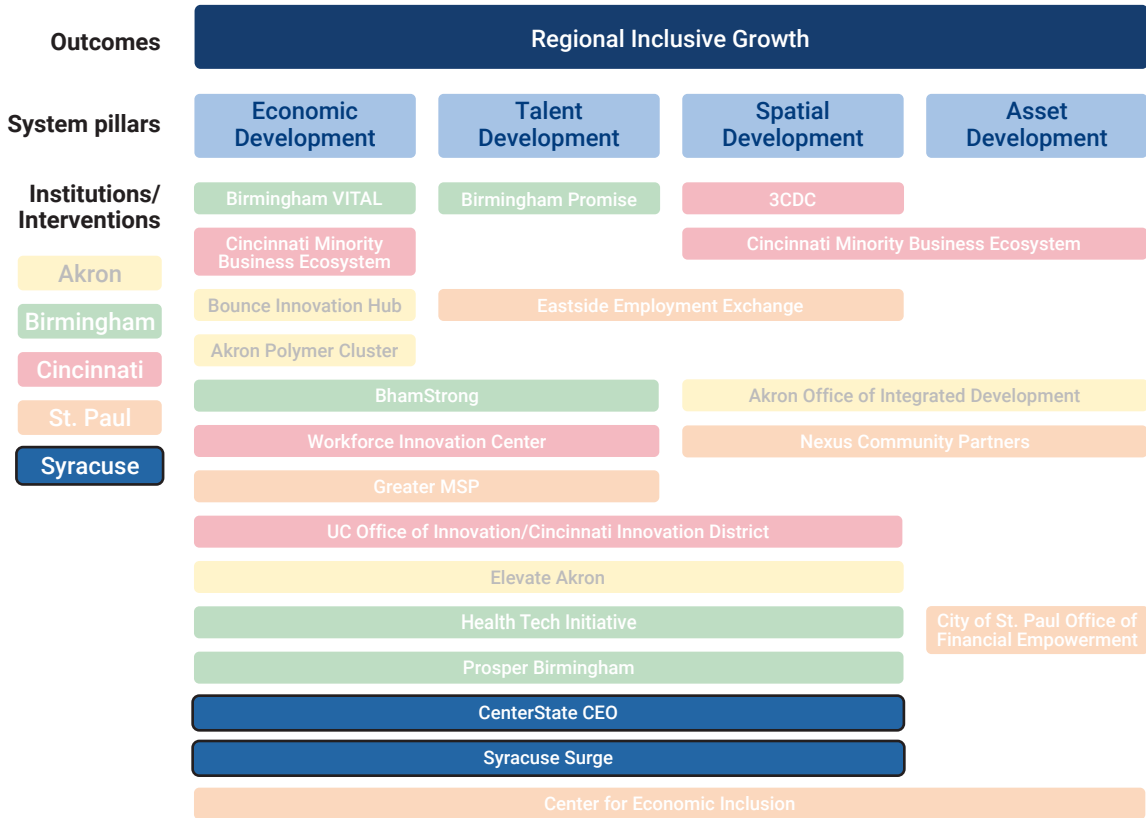 Outcomes
Regional Inclusive Growth
System pillars
Economic
Development
Talent
Development
Spatial
Development
Asset
Development
Institutions/
Interventions
Akron
Birmingham
Cincinnati
St. Paul
Syracuse
Birmingham VITAL
Birmingham Promise
3CDC
Cincinnati Minority
Business Ecosystem
Cincinnati Minority Business Ecosystem
Bounce Innovation Hub
Eastside Employment Exchange
Akron Polymer Cluster
BhamStrong
Akron Office of Integrated Development
Workforce Innovation Center
Nexus Community Partners
Greater MSP
UC Office of Innovation/Cincinnati Innovation District
Elevate Akron
Health Tech Initiative
City of St. Paul Office of
Financial Empowerment
Prosper Birmingham
CenterState CEO
Syracuse Surge
Center for Economic Inclusion